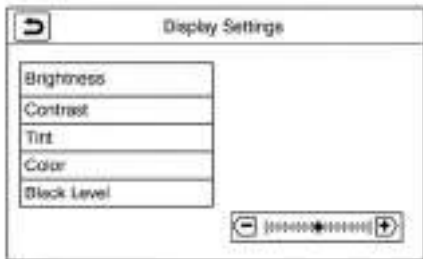 Display Settings
Brightness
Contrast
Tint
Color
Black Level